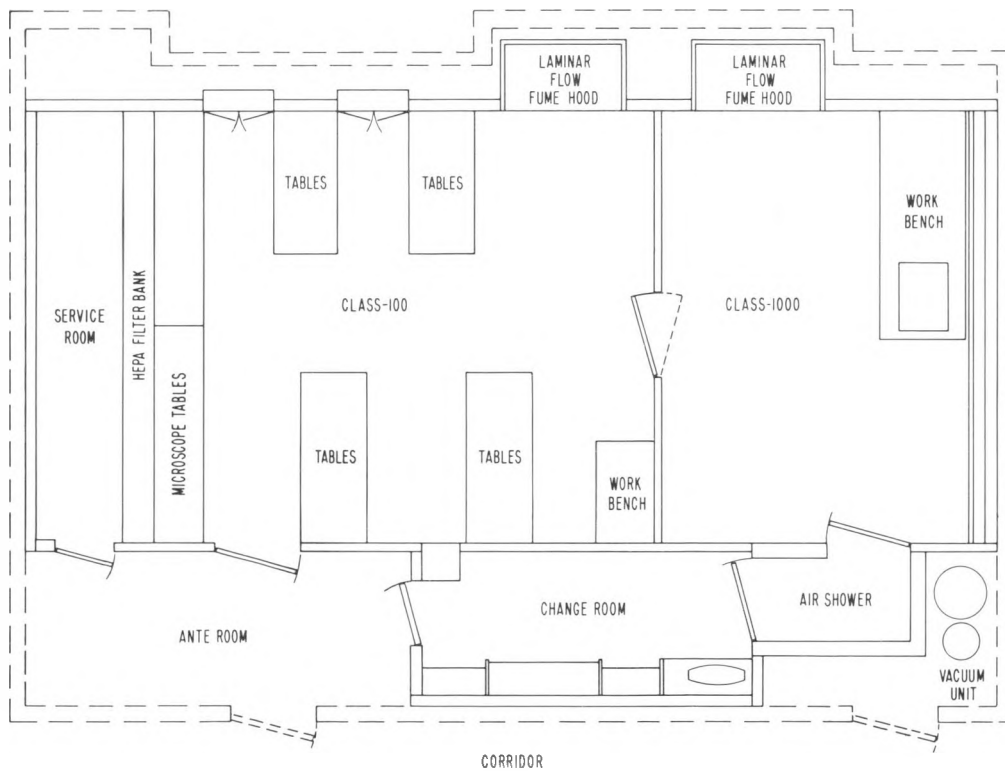 LAMINAR
FLOW
FUME HOOD
LAMINAR
FLOW
FUME HOOD
TABLES
TABLES
WORK
BENCH
SERVICE
ROOM
HEPA FILTER BANK
MICROSCOPE TABLES
CLASS-100
CLASS-1000
TABLES
TABLES
WORK
BENCH
ANTE ROOM
CHANGE ROOM
AIR SHOWER
VACUUM
UNIT
CORRIDOR